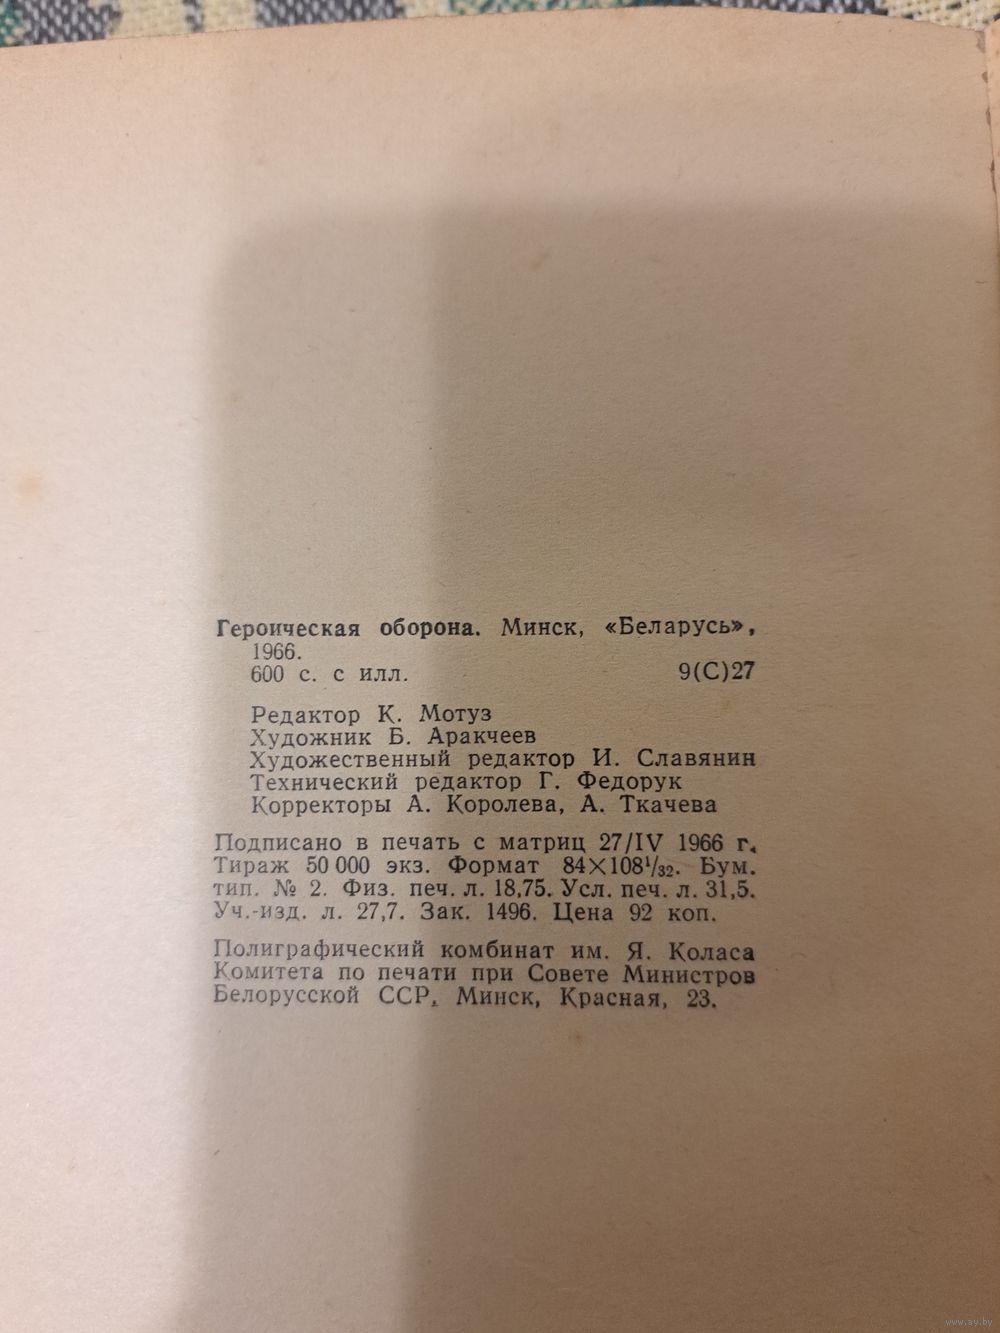 Героическая оборона. Минск, «Беларусь»,
1966.
600 с. с илл. 9(С)27
Редактор К. Мотуз
Художник Б. Аракчеев
Художественный редактор И. Славянин
Технический редактор Г. Федорук
Корректоры А. Королева, А. Ткачева
Подписано в печать с матриц 27/IV 1966 г.
Тираж 50 000 экз. Формат 84×108¹/₃₂. Бум.
тип. № 2. Физ. печ. л. 18,75. Усл. печ. л. 31,5.
Уч.-изд. л. 27,7. Зак. 1496. Цена 92 коп.
Полиграфический комбинат им. Я. Коласа
Комитета по печати при Совете Министров
Белорусской ССР, Минск, Красная, 23.
www.ay.by